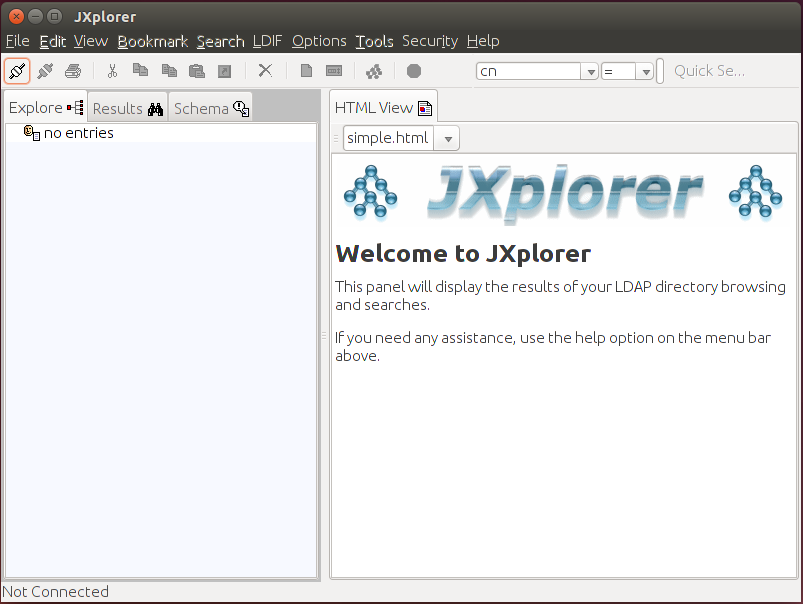 JXplorer
File Edit View Bookmark Search LDIF Options Tools Security Help
cn = Quick Se...
Explore Results Schema HTML View
no entries
simple.html
JXplorer
Welcome to JXplorer
This panel will display the results of your LDAP directory browsing
and searches.
If you need any assistance, use the help option on the menu bar
above.
Not Connected